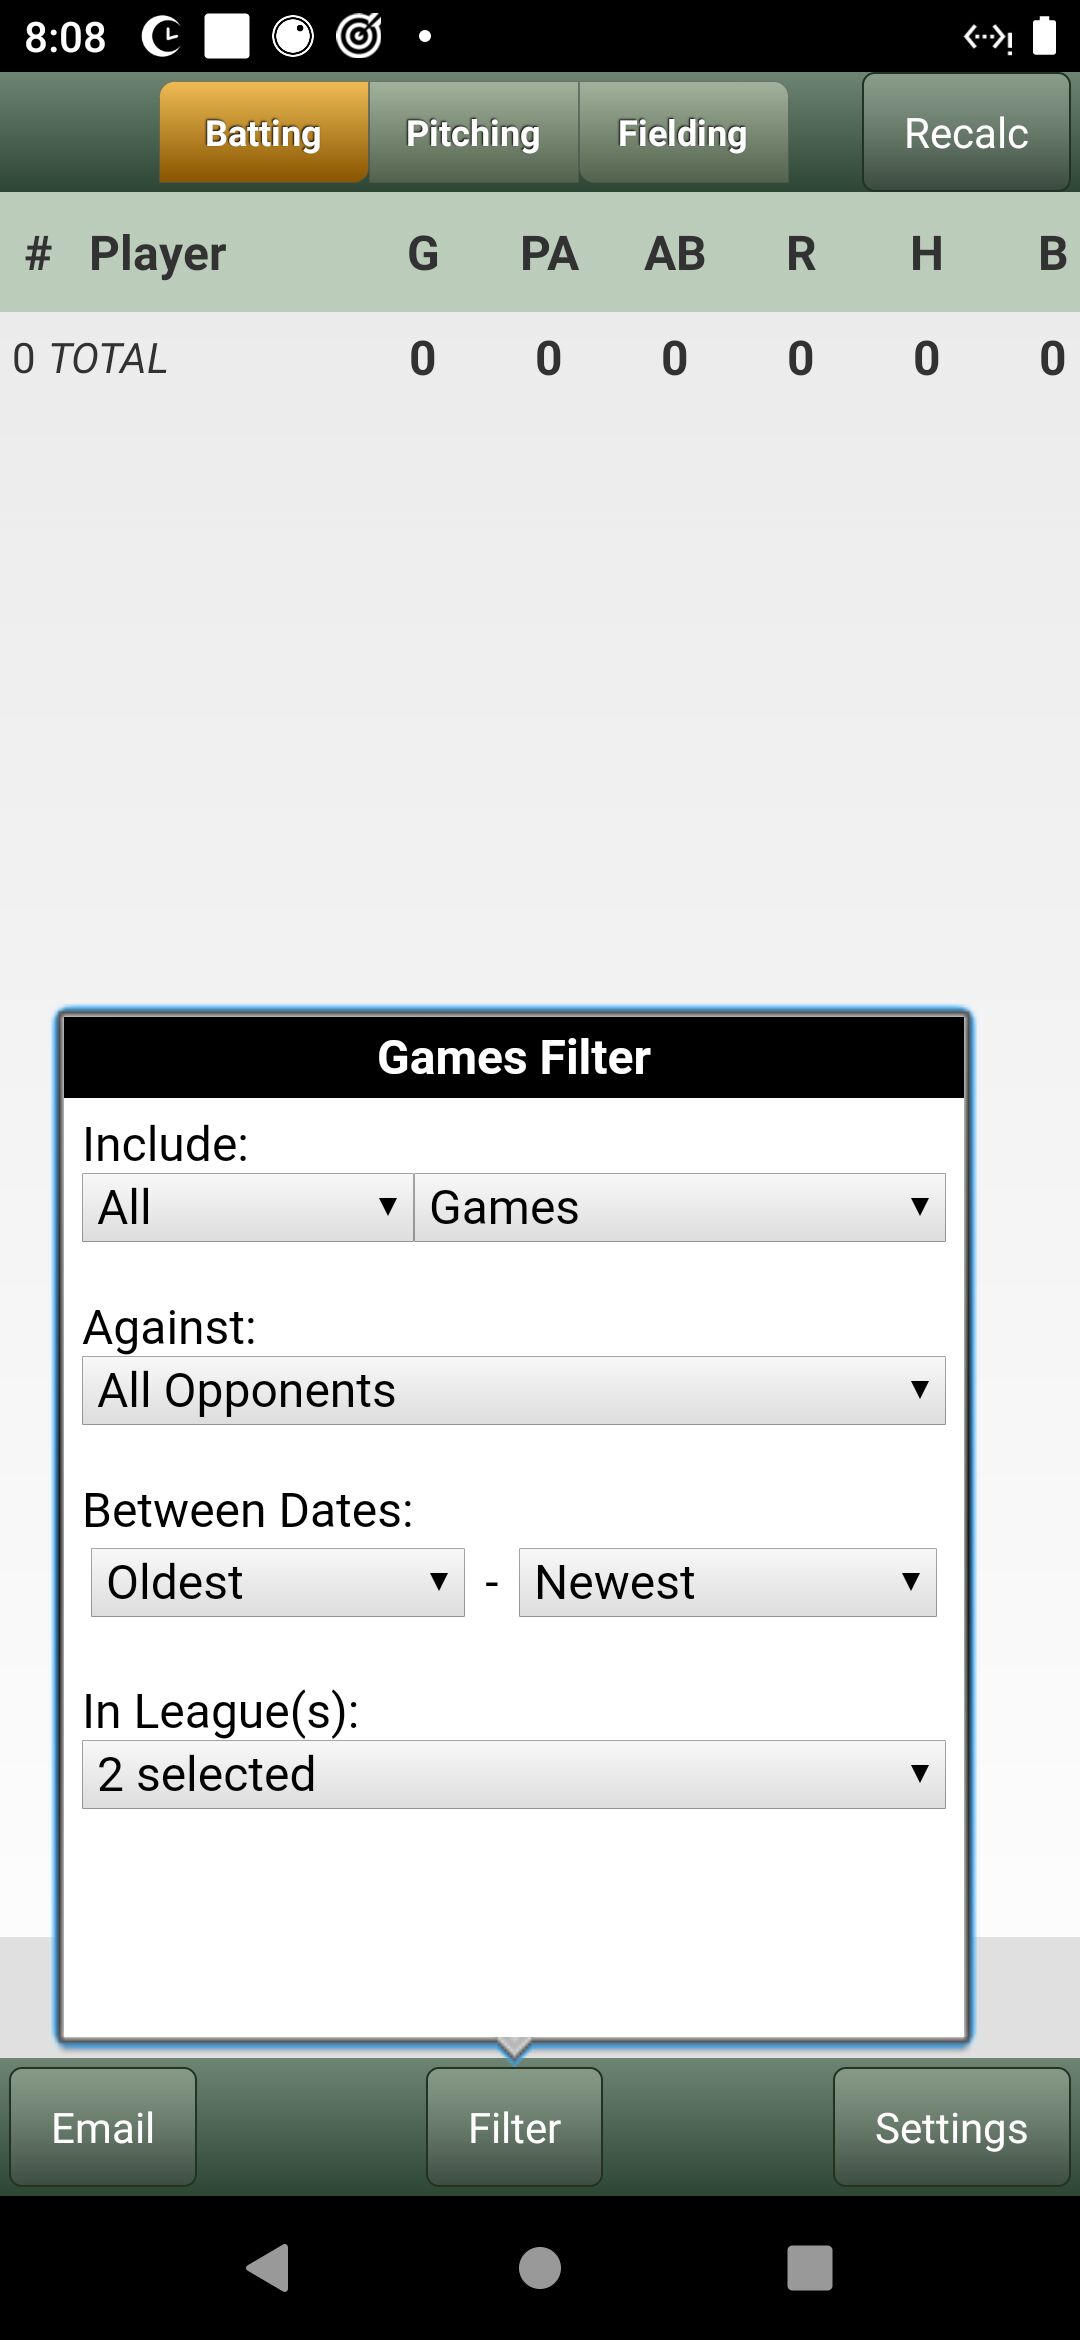 8:08
Batting Pitching Fielding Recalc
# Player G PA AB R H B
0 TOTAL 0 0 0 0 0 0
Games Filter
Include:
All Games
Against:
All Opponents
Between Dates:
Oldest - Newest
In League(s):
2 selected
Email Filter Settings